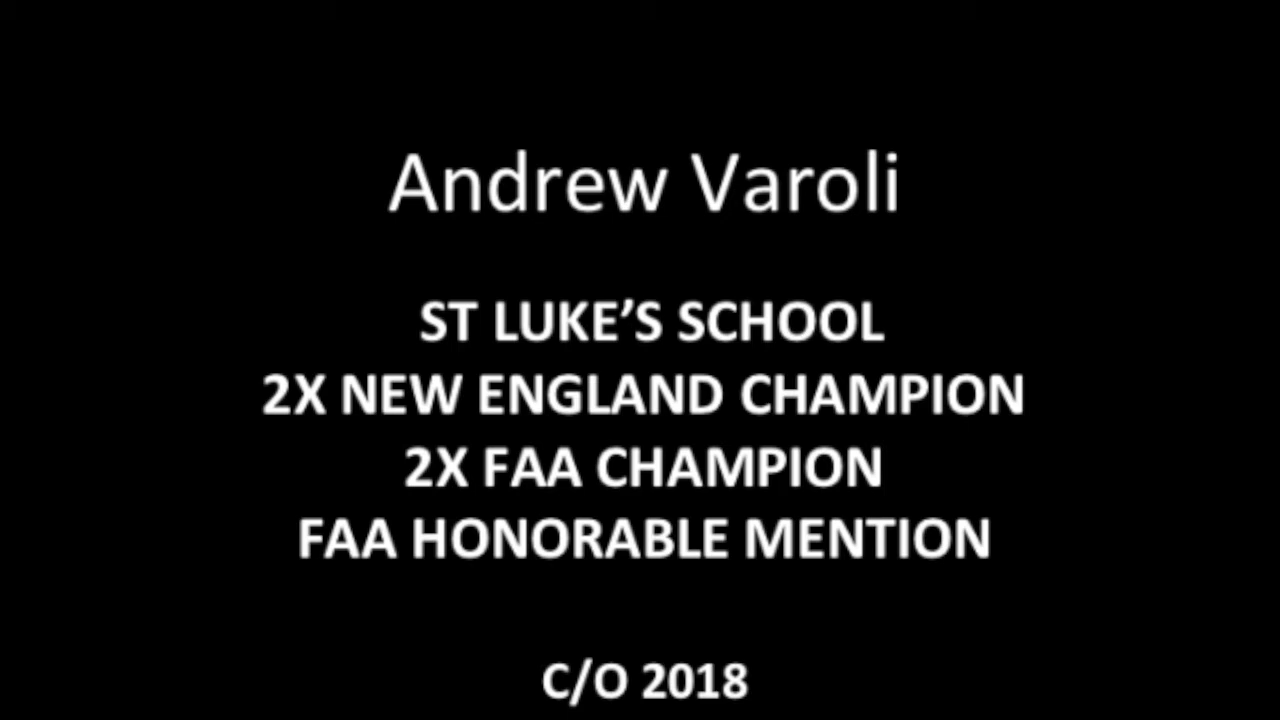 Andrew Varoli
ST LUKE’S SCHOOL
2X NEW ENGLAND CHAMPION
2X FAA CHAMPION
FAA HONORABLE MENTION
C/O 2018